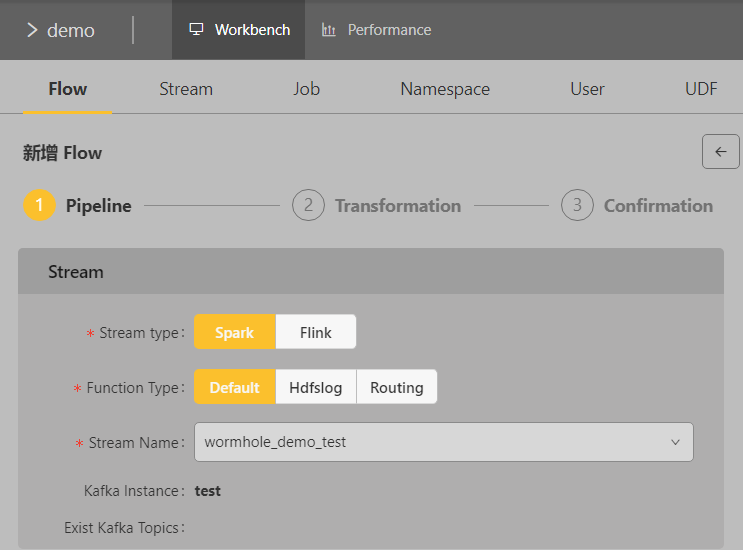 demo Workbench Performance
Flow Stream Job Namespace User UDF
新增 Flow
1 Pipeline 2 Transformation 3 Confirmation
Stream
* Stream type: Spark Flink
* Function Type: Default Hdfslog Routing
* Stream Name: wormhole_demo_test
Kafka Instance: test
Exist Kafka Topics: